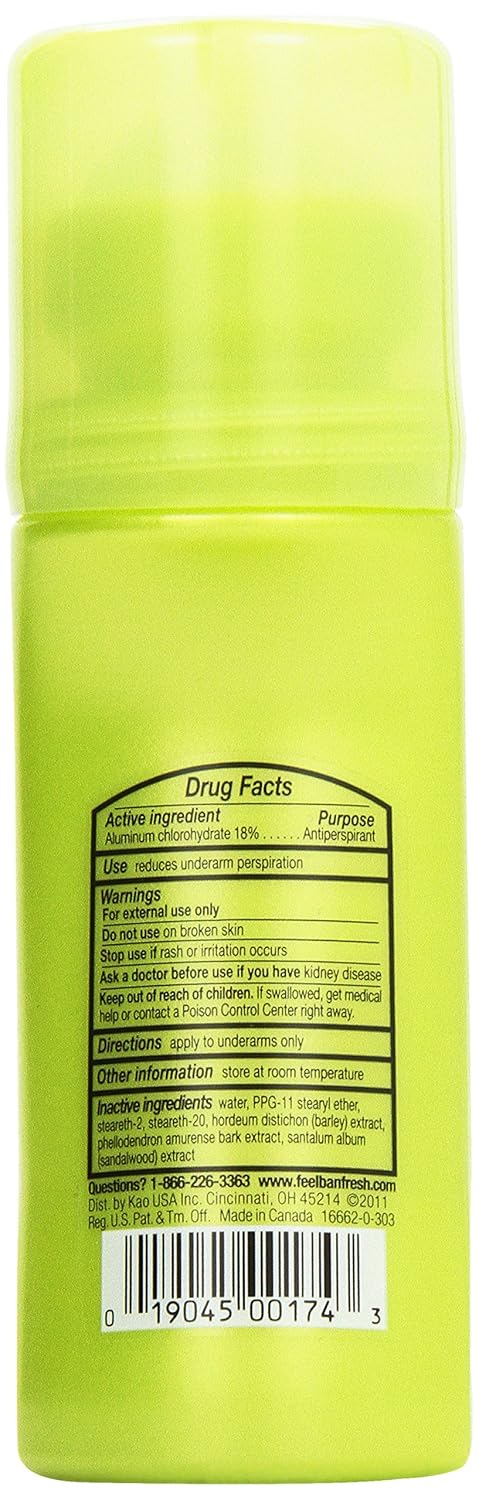 Drug Facts
Active ingredient Purpose
Aluminum chlorohydrate 18% . . . . . . Antiperspirant
Use reduces underarm perspiration
Warnings
For external use only
Do not use on broken skin
Stop use if rash or irritation occurs
Ask a doctor before use if you have kidney disease
Keep out of reach of children. If swallowed, get medical
help or contact a Poison Control Center right away.
Directions apply to underarms only
Other information store at room temperature
Inactive ingredients water, PPG-11 stearyl ether,
steareth-2, steareth-20, hordeum distichon (barley) extract,
phellodendron amurense bark extract, santalum album
(sandalwood) extract
Questions? 1-866-226-3363 www.feelbanfresh.com
Dist. by Kao USA Inc. Cincinnati, OH 45214 ©2011
Reg. U.S. Pat. & Tm. Off. Made in Canada 16662-0-303
0 19045 00174 3